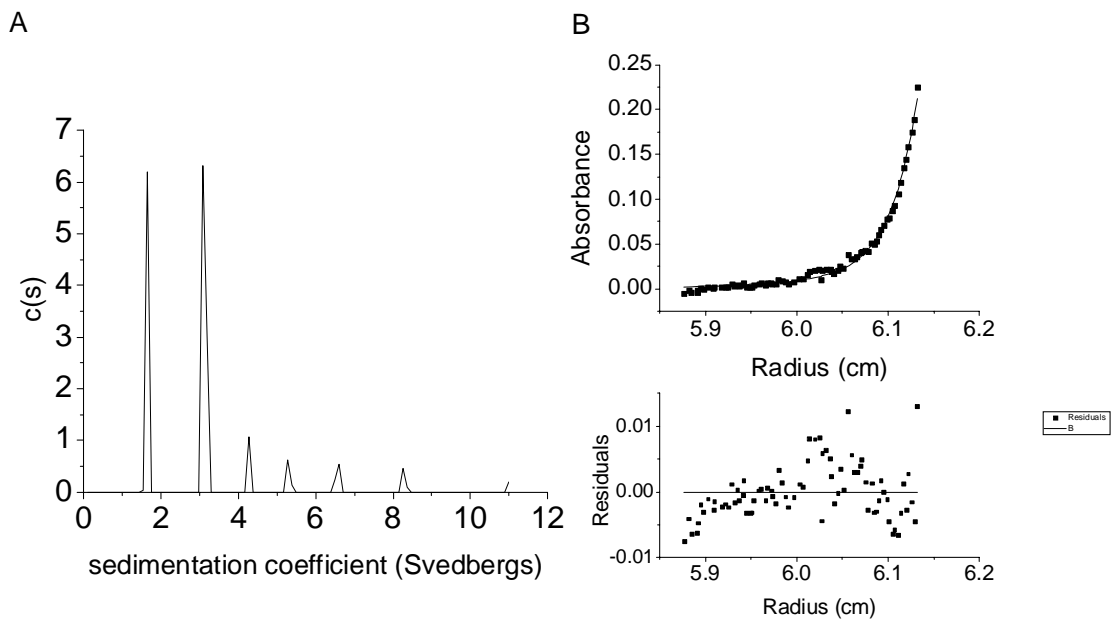 A
7
6
5
4
3
2
1
0
c(s)
0 2 4 6 8 10 12
sedimentation coefficient (Svedbergs)
B
0.25
0.20
0.15
0.10
0.05
0.00
Absorbance
5.9 6.0 6.1 6.2
Radius (cm)
0.01
0.00
-0.01
Residuals
5.9 6.0 6.1 6.2
Radius (cm)
Residuals
B